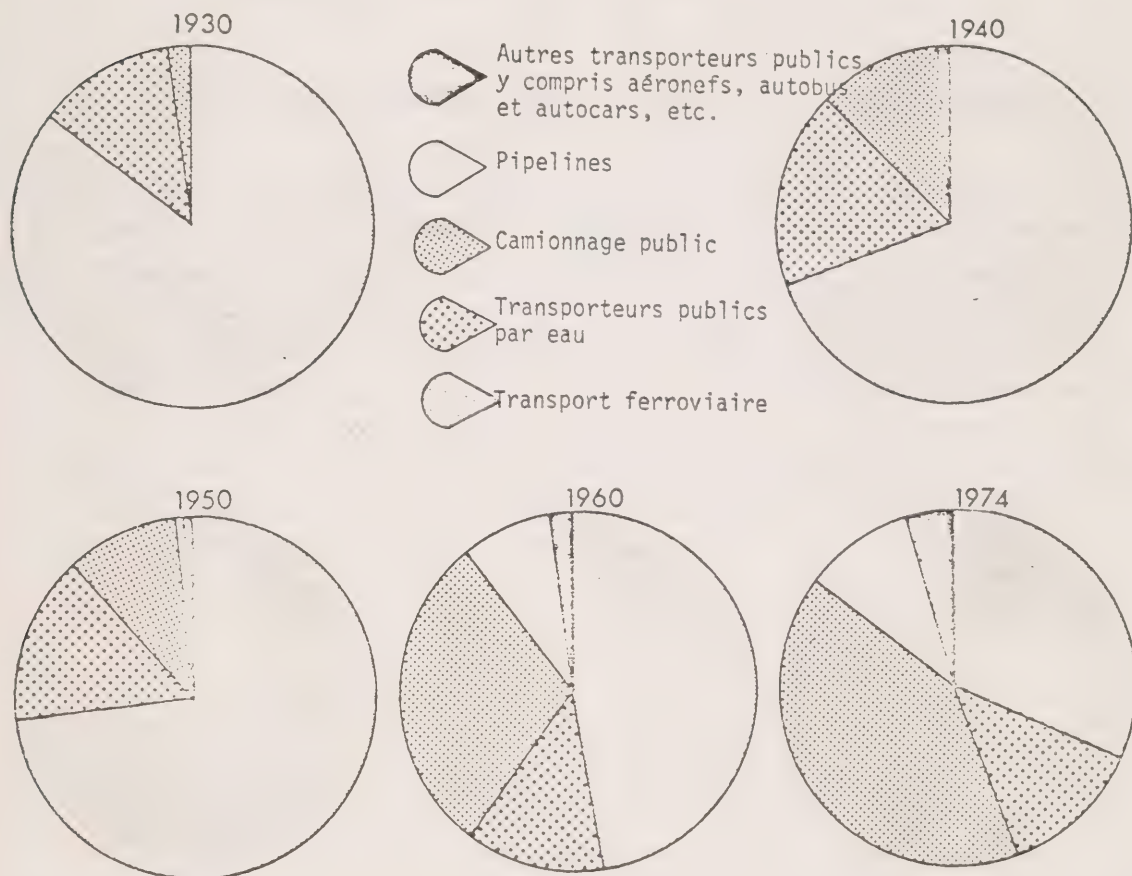 1930
Autres transporteurs publics,
y compris aéronefs, autobus
et autocars, etc.
Pipelines
Camionnage public
Transporteurs publics
par eau
Transport ferroviaire
1940
1950
1960
1974